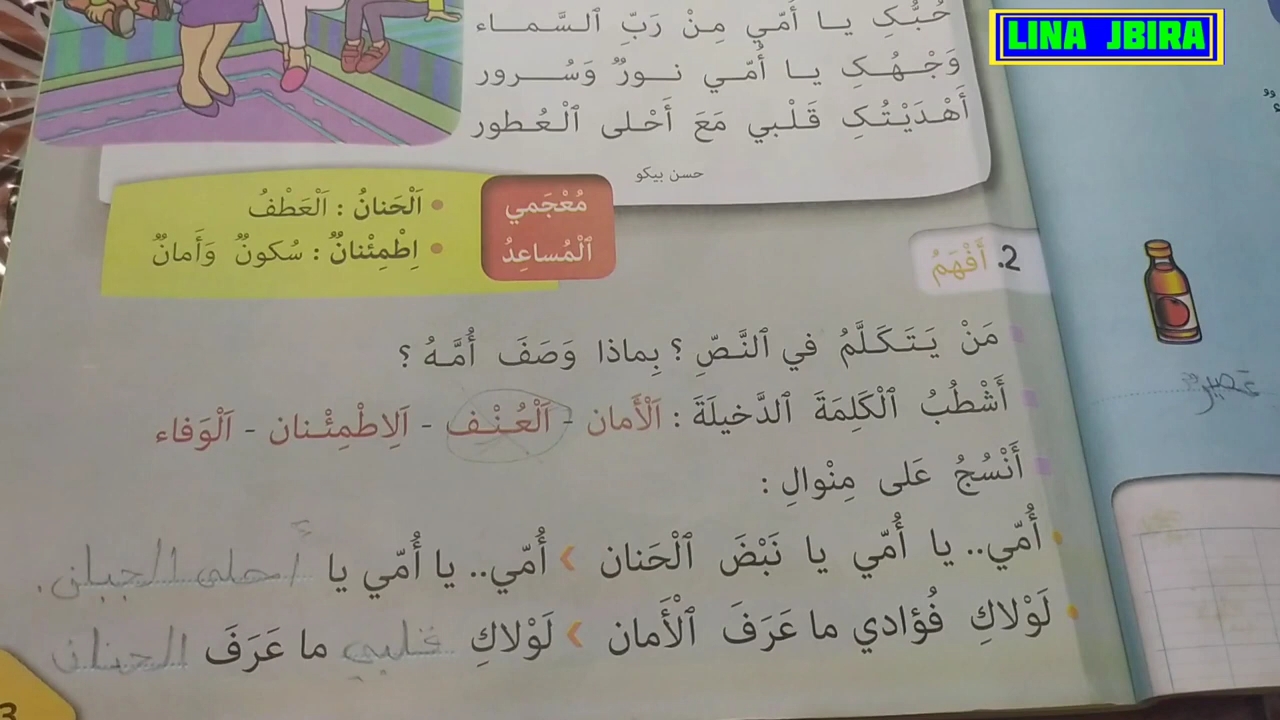 LINA JBIRA
حُبُّكِ يا أُمّي مِنْ رَبِّ ٱلسَّماء
وَجْهُكِ يا أُمّي نورٌ وَسُرور
أَهْدَيْتُكِ قَلْبي مَعَ أَحْلى ٱلْعُطور
حسن بيكو
مُعْجَمي
ٱلْمُساعِدُ
• اَلْحَنانُ : اَلْعَطْفُ
• اِطْمِئْنانٌ : سُكونٌ وَأَمانٌ
2. أَفْهَمُ
مَنْ يَتَكَلَّمُ في ٱلنَّصِّ ؟ بِماذا وَصَفَ أُمَّهُ ؟
أَشْطُبُ ٱلْكَلِمَةَ ٱلدَّخيلَةَ : اَلْأَمان - اَلْعُنْف - اَلِاطْمِئْنان - اَلْوَفاء
أَنْسُجُ عَلى مِنْوالِ :
أُمّي.. يا أُمّي يا نَبْضَ ٱلْحَنان › أُمّي.. يا أُمّي يا أحلى
لَوْلاكِ فُؤادي ما عَرَفَ ٱلْأَمان › لَوْلاكِ قلبي ما عَرَفَ الحنان
عصير
3